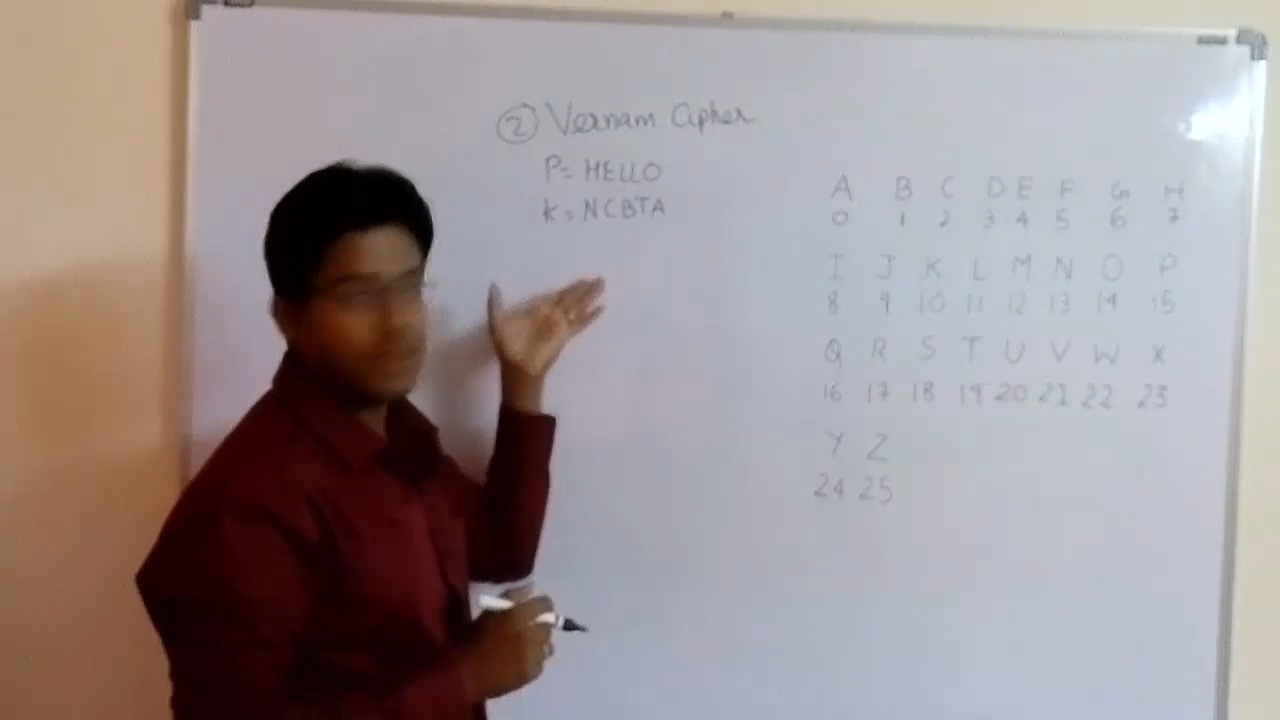 ② Vernam Cipher
P= HELLO
K= NCBTA
A B C D E F G H
0 1 2 3 4 5 6 7
I J K L M N O P
8 9 10 11 12 13 14 15
Q R S T U V W X
16 17 18 19 20 21 22 23
Y Z
24 25